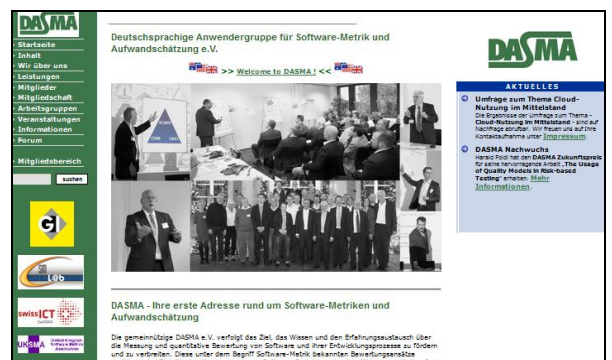 DASMA
Startseite
Inhalt
Wir über uns
Leistungen
Mitglieder
Mitgliedschaft
Arbeitsgruppen
Veranstaltungen
Informationen
Forum
Mitgliedsbereich
suchen
GI
L@b
swissICT
UKSMA
Deutschsprachige Anwendergruppe für Software-Metrik und
Aufwandschätzung e.V.
>> Welcome to DASMA ! <<
SCOPE
COST
DASMA - Ihre erste Adresse rund um Software-Metriken und
Aufwandschätzung
Die gemeinnützige DASMA e.V. verfolgt das Ziel, das Wissen und den Erfahrungsaustausch über
die Messung und quantitative Bewertung von Software und ihrer Entwicklungsprozesse zu fördern
und zu verbreiten. Diese unter dem Begriff Software-Metrik bekannten Bewertungsansätze
DASMA
AKTUELLES
Umfrage zum Thema Cloud-
Nutzung im Mittelstand
Die Ergebnisse der Umfrage zum Thema -
Cloud-Nutzung im Mittelstand - sind auf
Nachfrage abrufbar. Wir freuen uns auf Ihre
Kontaktaufnahme unter Impressum.
DASMA Nachwuchs
Harald Foidl hat den DASMA Zukunftspreis
für seine hervorragende Arbeit „The Usage
of Quality Models in Risk-based
Testing" erhalten. Mehr
Informationen.